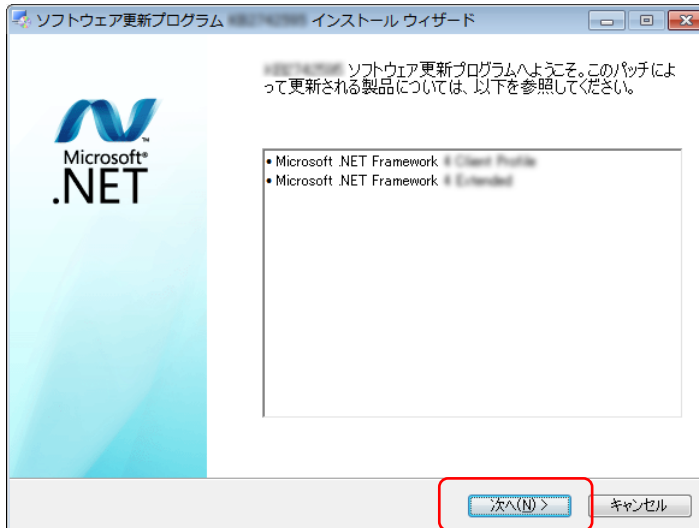 ソフトウェア更新プログラム インストール ウィザード
ソフトウェア更新プログラムへようこそ。このパッチによ
って更新される製品については、以下を参照してください。
Microsoft®
.NET™
• Microsoft .NET Framework
• Microsoft .NET Framework
次へ(N) >
キャンセル